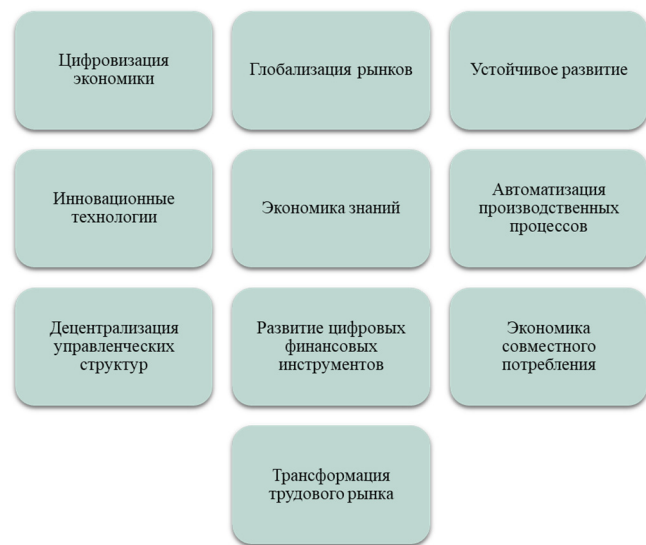 Цифровизация
экономики
Глобализация рынков
Устойчивое развитие
Инновационные
технологии
Экономика знаний
Автоматизация
производственных
процессов
Децентрализация
управленческих
структур
Развитие цифровых
финансовых
инструментов
Экономика
совместного
потребления
Трансформация
трудового рынка